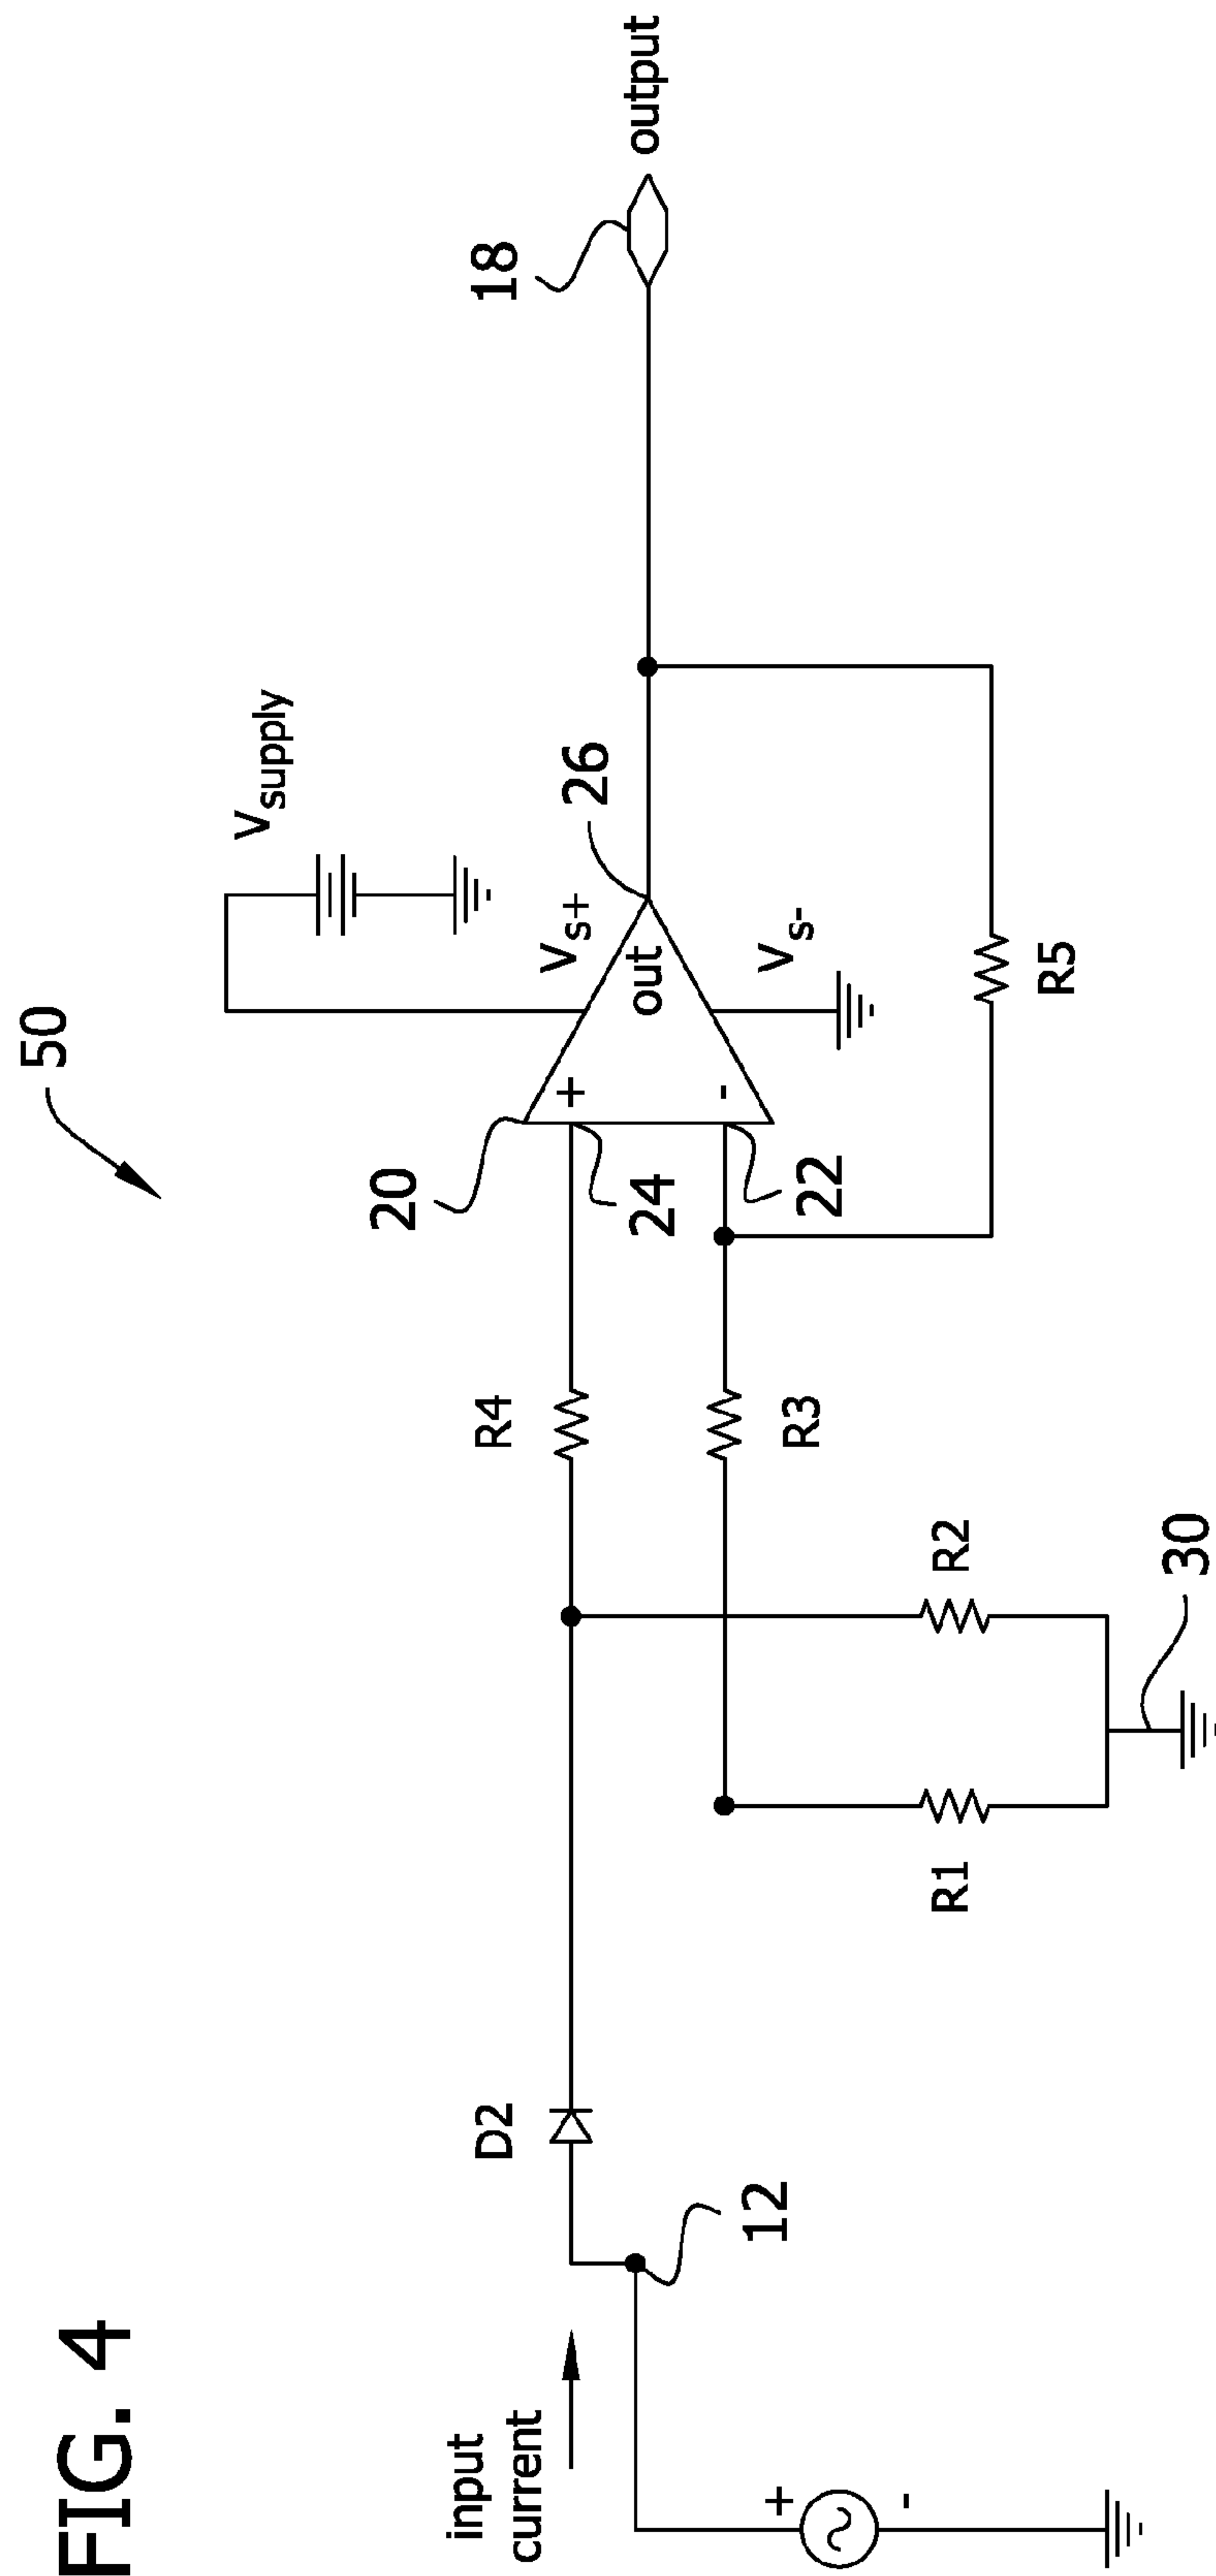 FIG. 4
50
input
current
+
-
12
D2
R1
R2
30
R4
R3
20
24
22
+
-
out
Vs+
Vs-
Vsupply
26
R5
18
output